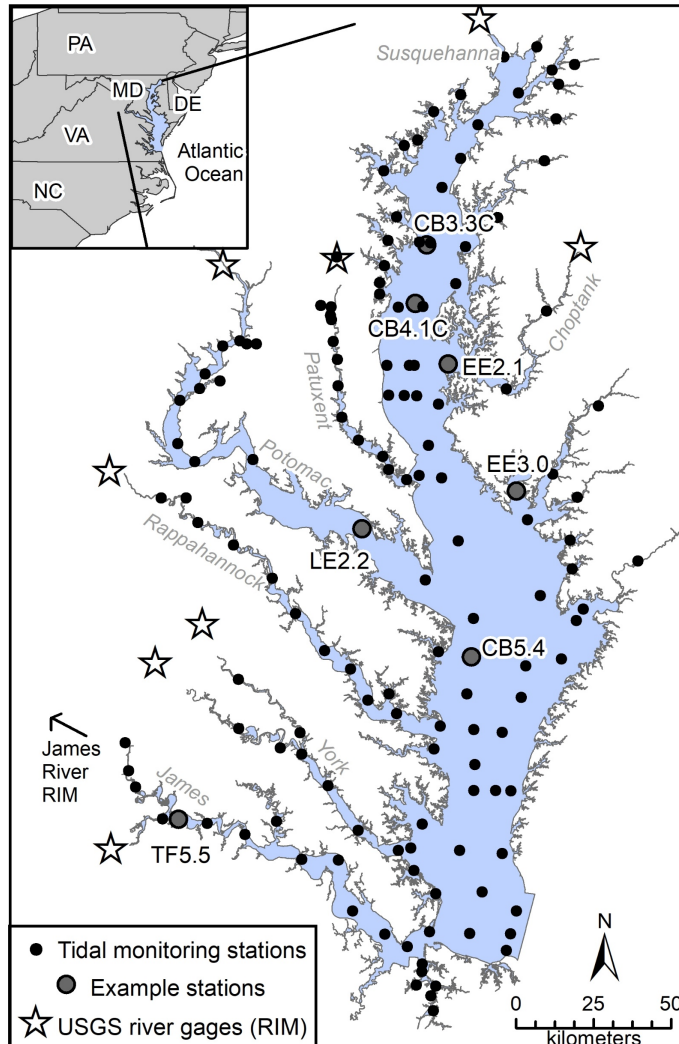 PA
MD
DE
VA
Atlantic
Ocean
NC
Susquehanna
CB3.3C
Choptank
CB4.1C
EE2.1
Patuxent
Potomac
EE3.0
Rappahannock
LE2.2
CB5.4
James
River
RIM
York
James
TF5.5
Tidal monitoring stations
Example stations
USGS river gages (RIM)
N
0 25 50
kilometers